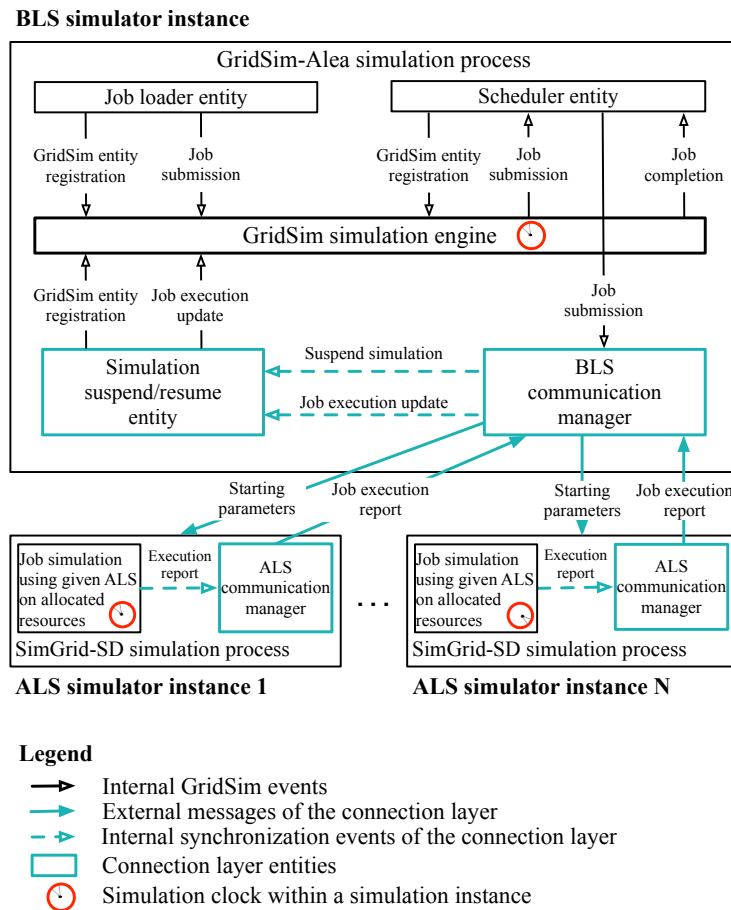 BLS simulator instance
GridSim-Alea simulation process
Job loader entity
Scheduler entity
GridSim entity
registration
Job
submission
GridSim entity
registration
Job
submission
Job
completion
GridSim simulation engine
GridSim entity
registration
Job execution
update
Job
submission
Simulation
suspend/resume
entity
Suspend simulation
Job execution update
BLS
communication
manager
Starting
parameters
Job execution
report
Starting
parameters
Job execution
report
Job simulation
using given ALS
on allocated
resources
Execution
report
ALS
communication
manager
SimGrid-SD simulation process
...
Job simulation
using given ALS
on allocated
resources
Execution
report
ALS
communication
manager
SimGrid-SD simulation process
ALS simulator instance 1
ALS simulator instance N
Legend
Internal GridSim events
External messages of the connection layer
Internal synchronization events of the connection layer
Connection layer entities
Simulation clock within a simulation instance